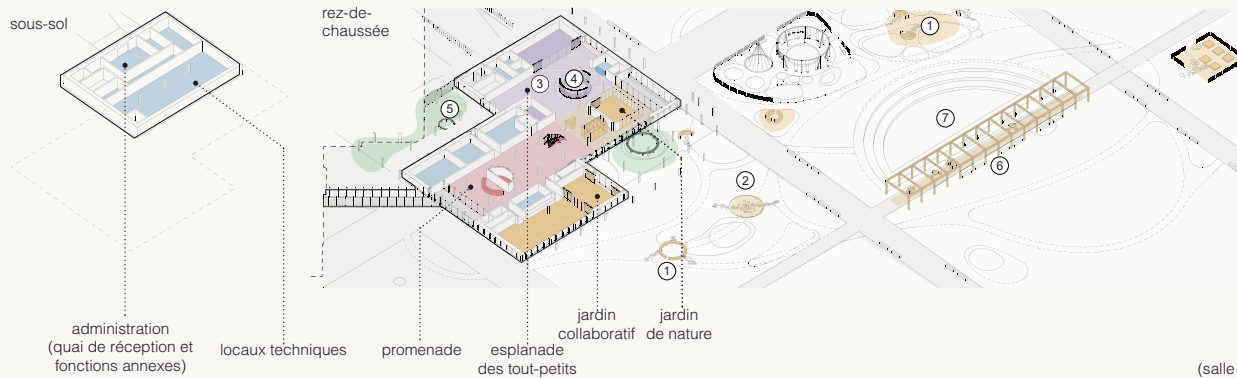 sous-sol
rez-de-
chaussée
1
3
4
5
7
6
2
1
administration
(quai de réception et
fonctions annexes)
locaux techniques
promenade
esplanade
des tout-petits
jardin
collaboratif
jardin
de nature
(salle